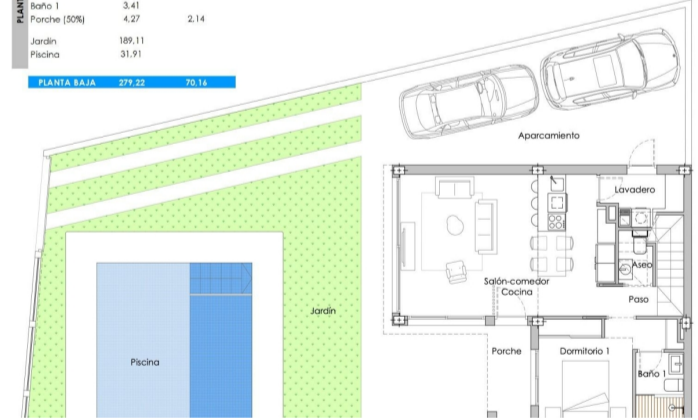 PLANT
Baño 1 3,41
Porche (50%) 4,27 2,14
Jardín 189,11
Piscina 31,91
PLANTA BAJA 279,22 70,16
Aparcamiento
Lavadero
Aseo
Salón-comedor
Cocina
Paso
Jardín
Porche
Dormitorio 1
Piscina
Baño 1